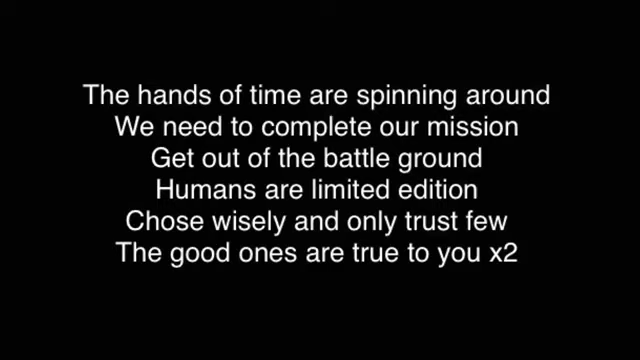 The hands of time are spinning around
We need to complete our mission
Get out of the battle ground
Humans are limited edition
Chose wisely and only trust few
The good ones are true to you x2